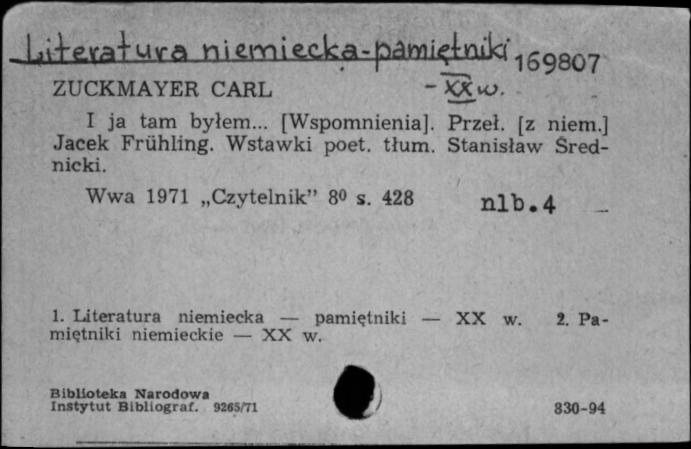 Literatura niemiecka-pamiętniki 169807
ZUCKMAYER CARL - XX w.
I ja tam byłem... [Wspomnienia]. Przeł. [z niem.]
Jacek Frühling. Wstawki poet. tłum. Stanisław Śred-
nicki.
Wwa 1971 „Czytelnik” 8⁰ s. 428 nlb.4
1. Literatura niemiecka — pamiętniki — XX w. 2. Pa-
miętniki niemieckie — XX w.
Biblioteka Narodowa
Instytut Bibliograf. 9265/71 830-94